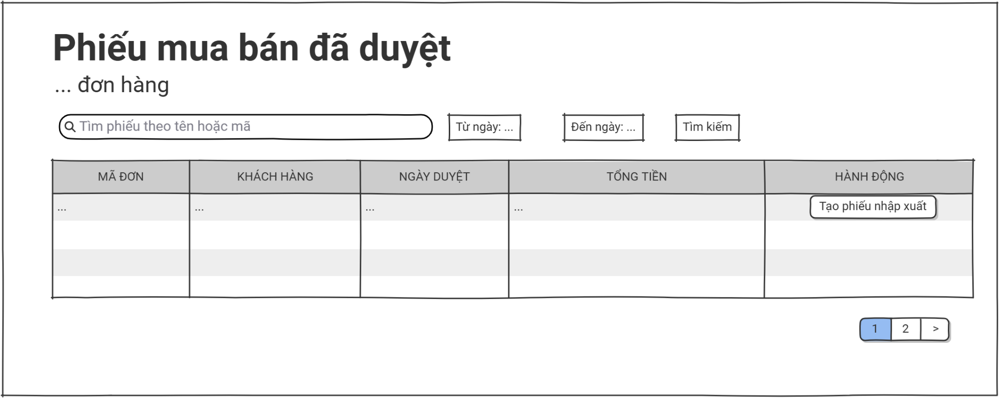 Phiếu mua bán đã duyệt
... đơn hàng
Tìm phiếu theo tên hoặc mã
Từ ngày: ...
Đến ngày: ...
Tìm kiếm
MÃ ĐƠN
KHÁCH HÀNG
NGÀY DUYỆT
TỔNG TIỀN
HÀNH ĐỘNG
...
...
...
...
Tạo phiếu nhập xuất
1
2
>